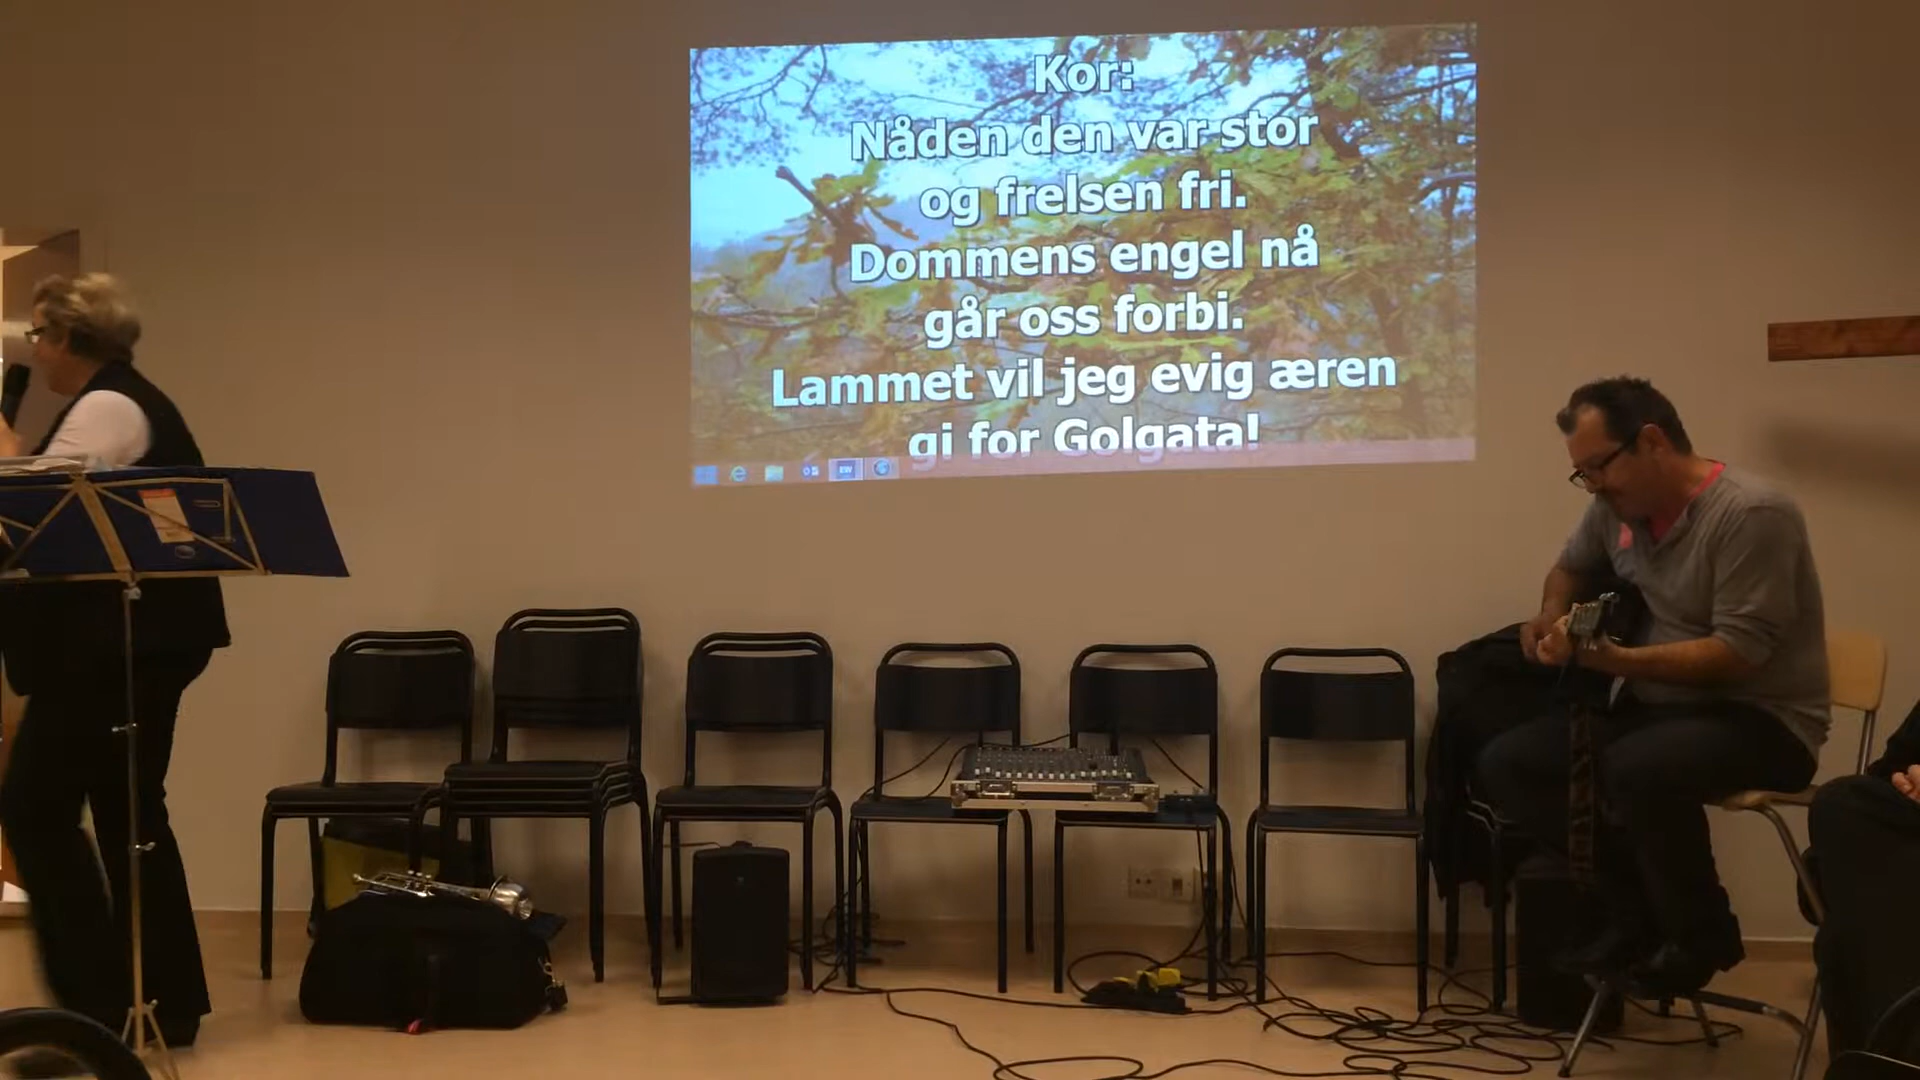 Kor:
Nåden den var stor
og frelsen fri.
Dommens engel nå
går oss forbi.
Lammet vil jeg evig æren
gi for Golgata!
EW